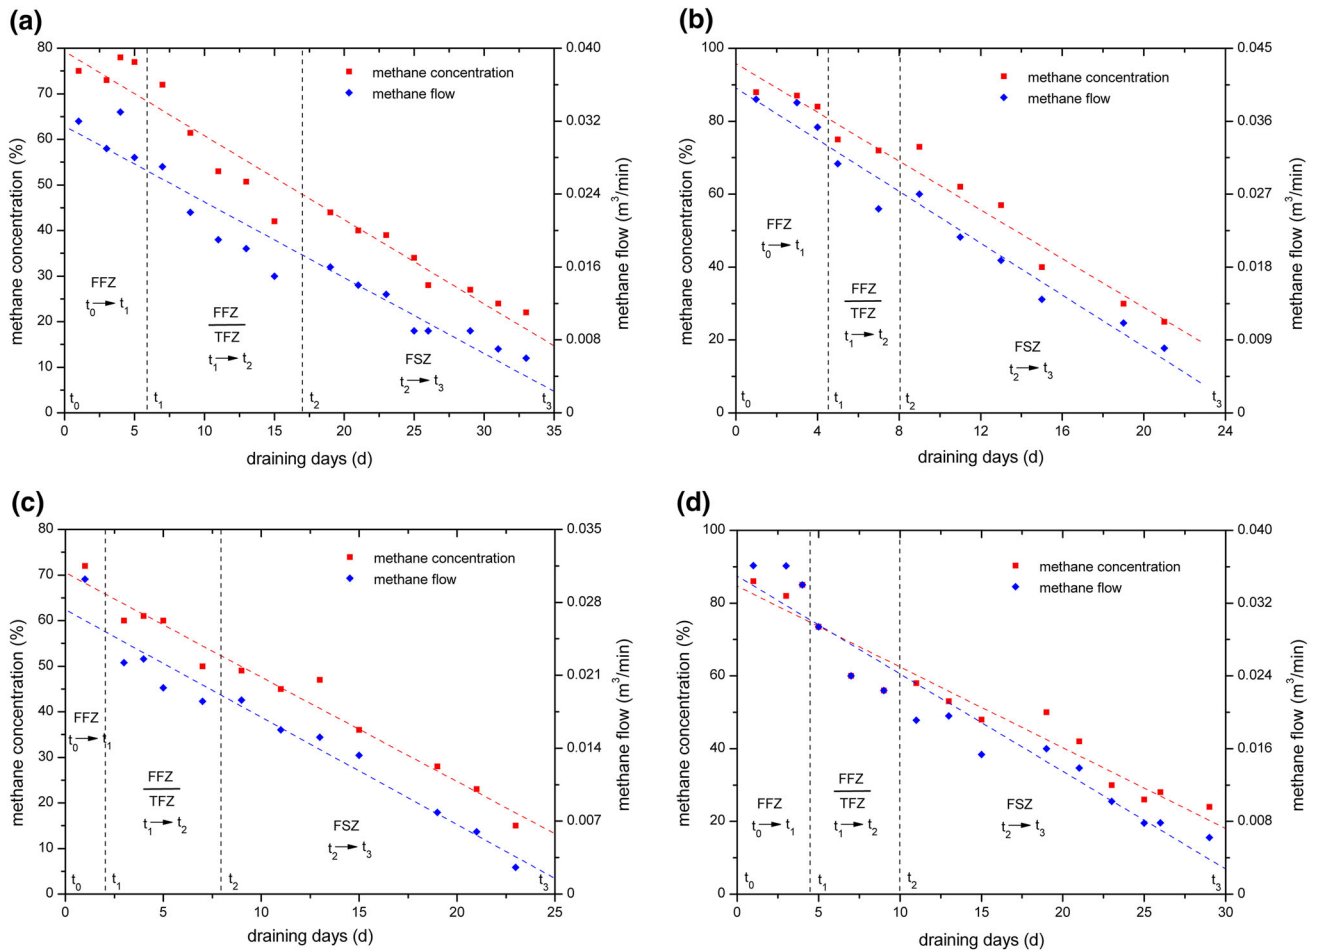 (a)
methane concentration (%)
80
70
60
50
40
30
20
10
0
methane concentration
methane flow
FFZ
t0 → t1
FFZ
TFZ
t1 → t2
FSZ
t2 → t3
t0
t1
t2
t3
0.040
0.032
0.024
0.016
0.008
0
methane flow (m³/min)
0 5 10 15 20 25 30 35
draining days (d)
(b)
methane concentration (%)
100
80
60
40
20
0
methane concentration
methane flow
FFZ
t0 → t1
FFZ
TFZ
t1 → t2
FSZ
t2 → t3
t0
t1
t2
t3
0.045
0.036
0.027
0.018
0.009
0
methane flow (m³/min)
0 4 8 12 16 20 24
draining days (d)
(c)
methane concentration (%)
80
70
60
50
40
30
20
10
0
methane concentration
methane flow
FFZ
t0 → t1
FFZ
TFZ
t1 → t2
FSZ
t2 → t3
t0
t1
t2
t3
0.035
0.028
0.021
0.014
0.007
0
methane flow (m³/min)
0 5 10 15 20 25
draining days (d)
(d)
methane concentration (%)
100
80
60
40
20
0
methane concentration
methane flow
FFZ
t0 → t1
FFZ
TFZ
t1 → t2
FSZ
t2 → t3
t0
t1
t2
t3
0.040
0.032
0.024
0.016
0.008
0
methane flow (m³/min)
0 5 10 15 20 25 30
draining days (d)